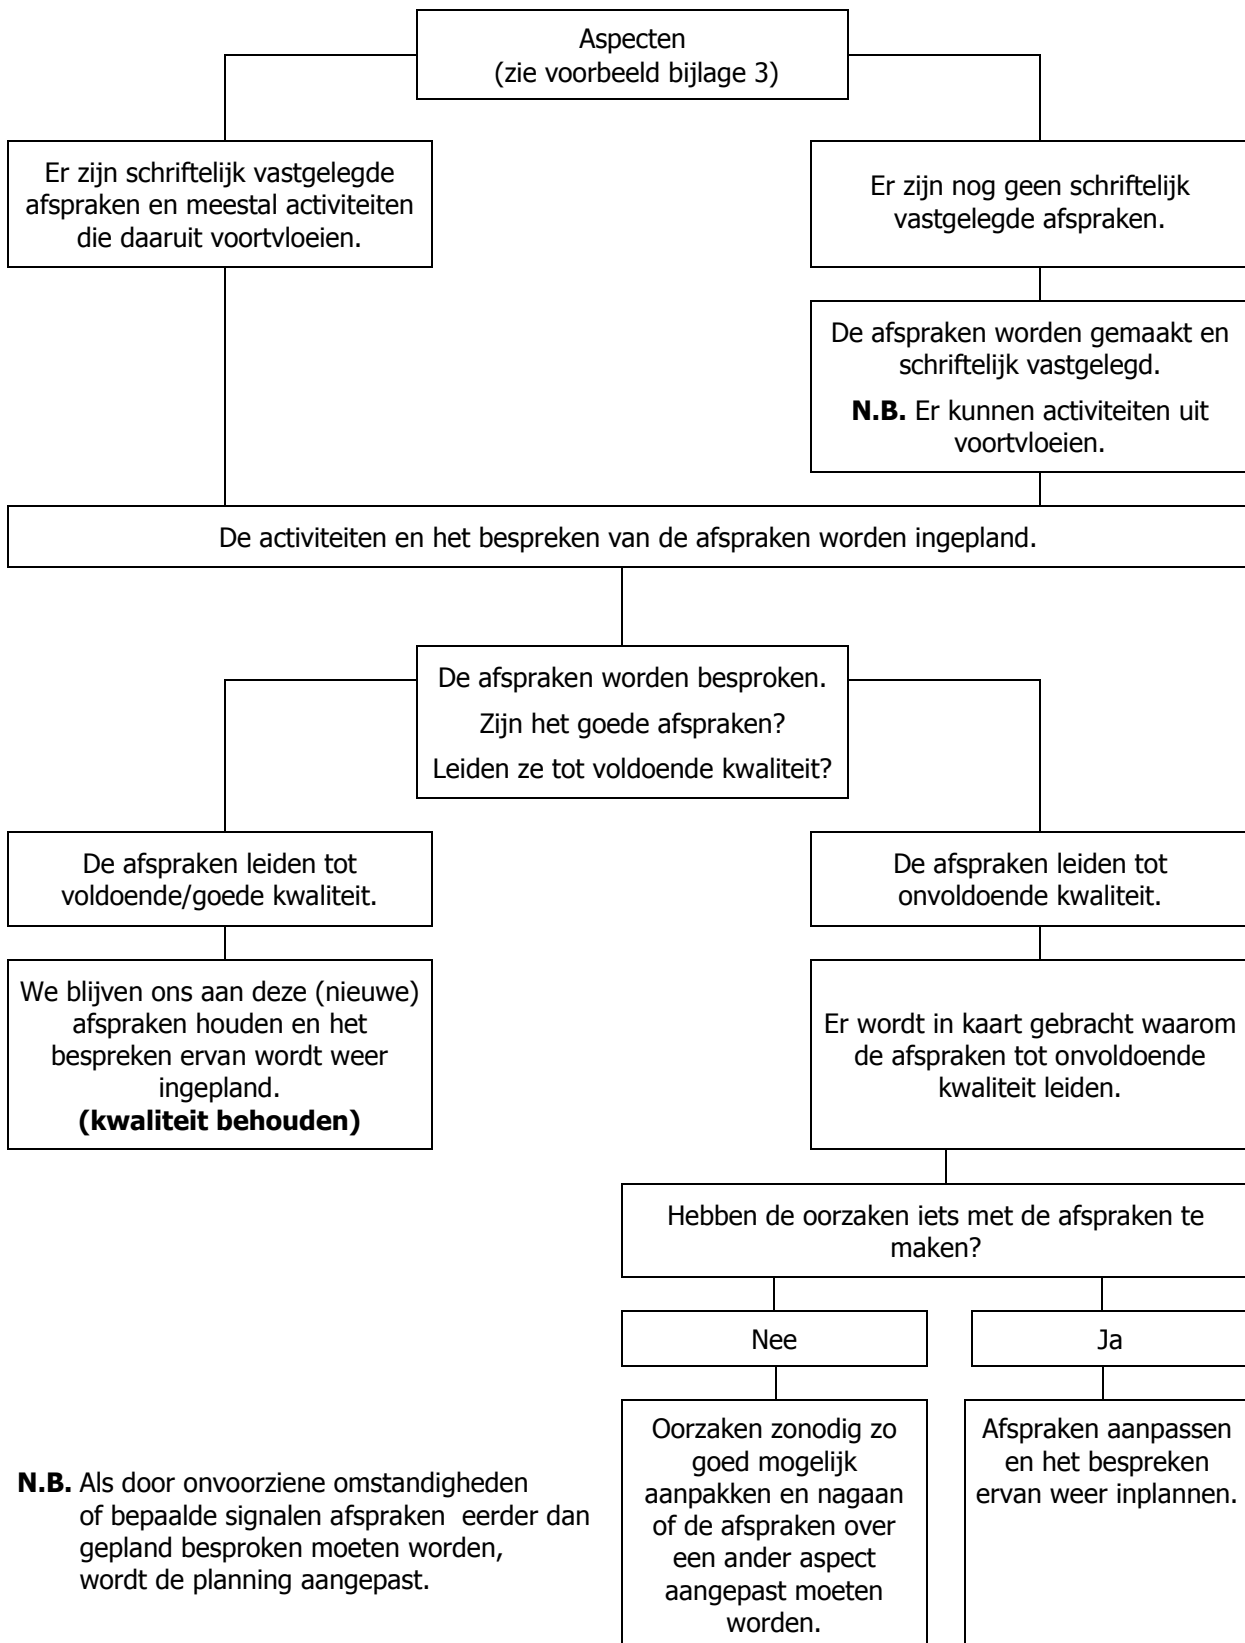 Aspecten
(zie voorbeeld bijlage 3)
Er zijn schriftelijk vastgelegde
afspraken en meestal activiteiten
die daaruit voortvloeien.
Er zijn nog geen schriftelijk
vastgelegde afspraken.
De afspraken worden gemaakt en
schriftelijk vastgelegd.
N.B. Er kunnen activiteiten uit
voortvloeien.
De activiteiten en het bespreken van de afspraken worden ingepland.
De afspraken worden besproken.
Zijn het goede afspraken?
Leiden ze tot voldoende kwaliteit?
De afspraken leiden tot
voldoende/goede kwaliteit.
De afspraken leiden tot
onvoldoende kwaliteit.
We blijven ons aan deze (nieuwe)
afspraken houden en het
bespreken ervan wordt weer
ingepland.
(kwaliteit behouden)
Er wordt in kaart gebracht waarom
de afspraken tot onvoldoende
kwaliteit leiden.
Hebben de oorzaken iets met de afspraken te
maken?
Nee
Ja
Oorzaken zonodig zo
goed mogelijk
aanpakken en nagaan
of de afspraken over
een ander aspect
aangepast moeten
worden.
Afspraken aanpassen
en het bespreken
ervan weer inplannen.
N.B. Als door onvoorziene omstandigheden
of bepaalde signalen afspraken eerder dan
gepland besproken moeten worden,
wordt de planning aangepast.